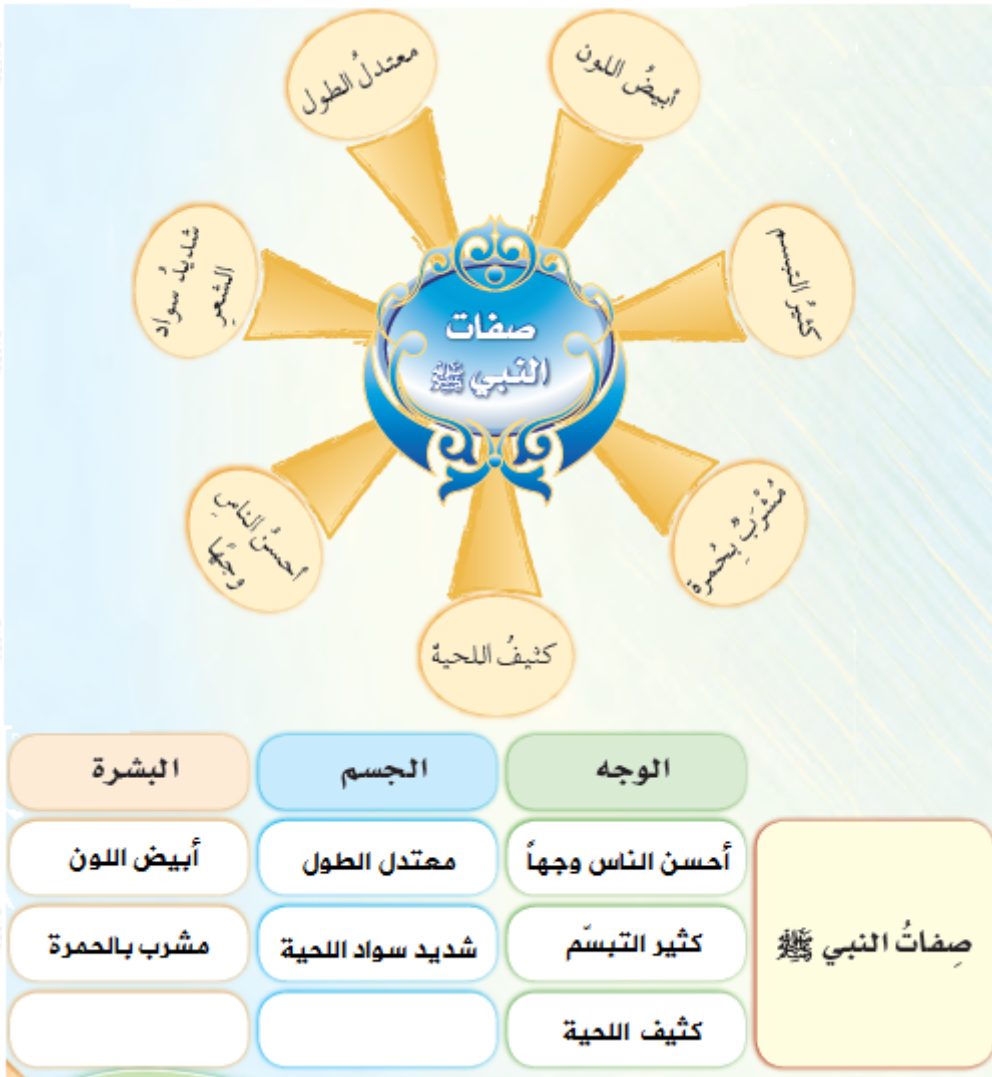 أبيضُ اللون
معتدلُ الطول
كثيرُ التبسم
شديدُ سواد
الشعرِ
صفات
النبي ﷺ
مُشْرَبٌ بِحُمرة
أحسنُ الناسِ
وجهًا
كثيفُ اللحية
الوجه
الجسم
البشرة
صِفاتُ النبي ﷺ
أحسن الناس وجهاً
معتدل الطول
أبيض اللون
كثير التبسّم
شديد سواد اللحية
مشرب بالحمرة
كثيف اللحية